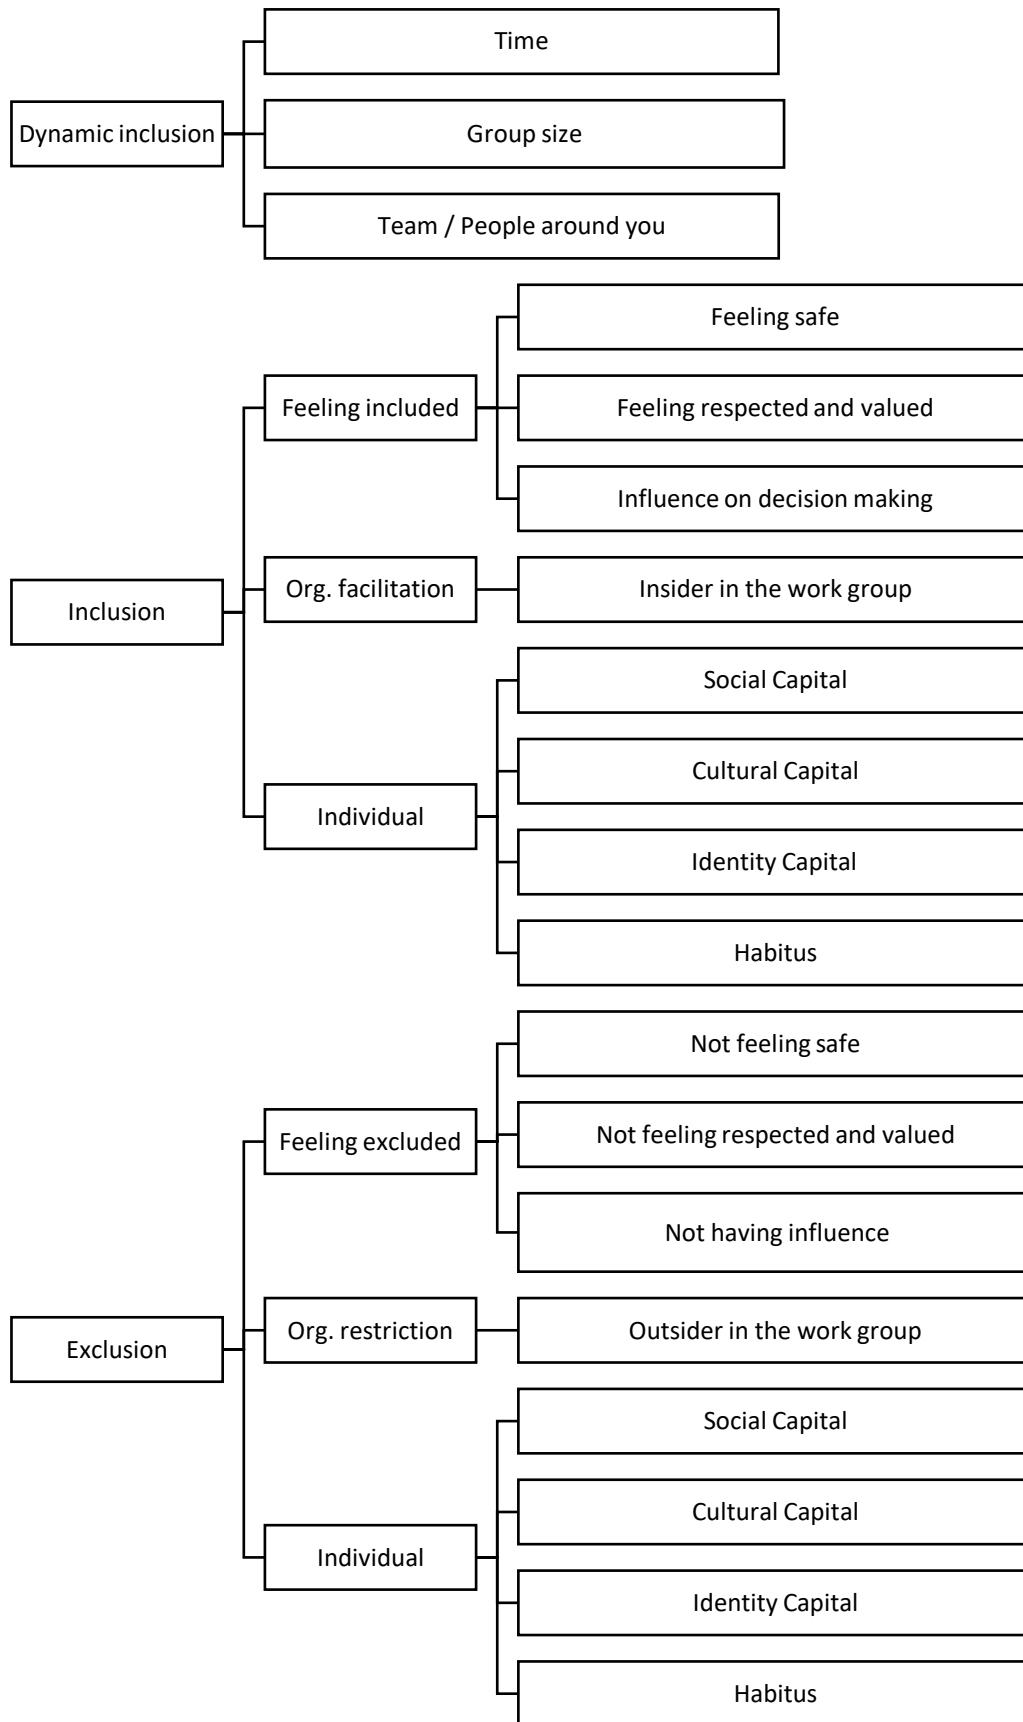 Time
Dynamic inclusion
Group size
Team / People around you
Feeling safe
Feeling included
Feeling respected and valued
Influence on decision making
Inclusion
Org. facilitation
Insider in the work group
Social Capital
Cultural Capital
Individual
Identity Capital
Habitus
Not feeling safe
Feeling excluded
Not feeling respected and valued
Not having influence
Exclusion
Org. restriction
Outsider in the work group
Social Capital
Cultural Capital
Individual
Identity Capital
Habitus